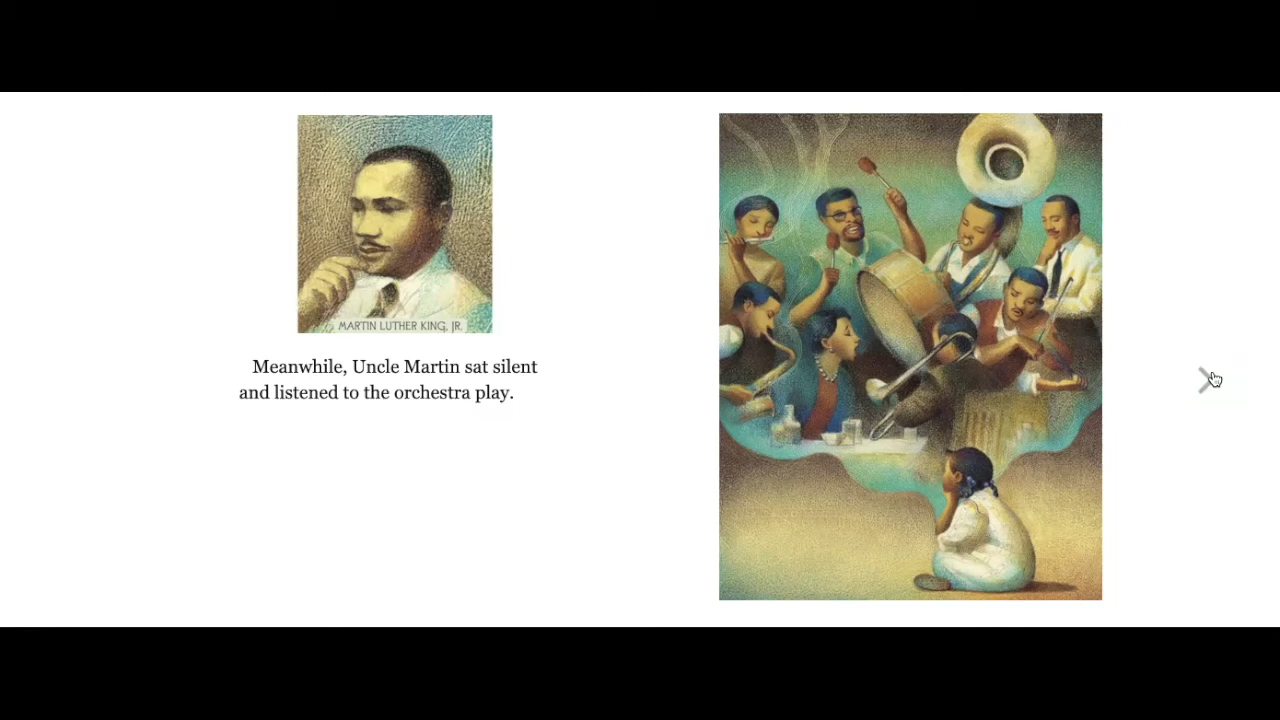 MARTIN LUTHER KING, JR.
Meanwhile, Uncle Martin sat silent
and listened to the orchestra play.